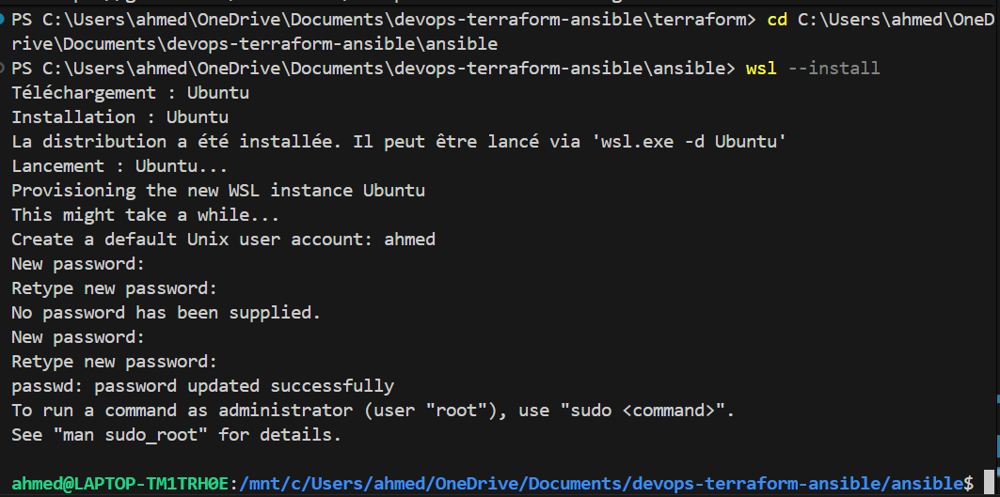 PS C:\Users\ahmed\OneDrive\Documents\devops-terraform-ansible\terraform> cd C:\Users\ahmed\OneD
rive\Documents\devops-terraform-ansible\ansible
PS C:\Users\ahmed\OneDrive\Documents\devops-terraform-ansible\ansible> wsl --install
Téléchargement : Ubuntu
Installation : Ubuntu
La distribution a été installée. Il peut être lancé via 'wsl.exe -d Ubuntu'
Lancement : Ubuntu...
Provisioning the new WSL instance Ubuntu
This might take a while...
Create a default Unix user account: ahmed
New password:
Retype new password:
No password has been supplied.
New password:
Retype new password:
passwd: password updated successfully
To run a command as administrator (user "root"), use "sudo <command>".
See "man sudo_root" for details.
ahmed@LAPTOP-TM1TRH0E:/mnt/c/Users/ahmed/OneDrive/Documents/devops-terraform-ansible/ansible$